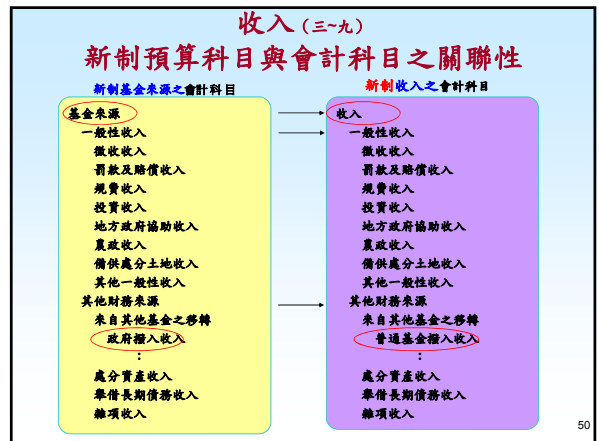 收入(三~九)
新制預算科目與會計科目之關聯性
新制基金來源之會計科目
基金來源
一般性收入
徵收收入
罰款及賠償收入
規費收入
投資收入
地方政府協助收入
農政收入
備供處分土地收入
其他一般性收入
其他財務來源
來自其他基金之移轉
政府撥入收入
:
處分資產收入
舉借長期債務收入
雜項收入
新制收入之會計科目
收入
一般性收入
徵收收入
罰款及賠償收入
規費收入
投資收入
地方政府協助收入
農政收入
備供處分土地收入
其他一般性收入
其他財務來源
來自其他基金之移轉
普通基金撥入收入
:
處分資產收入
舉借長期債務收入
雜項收入
50